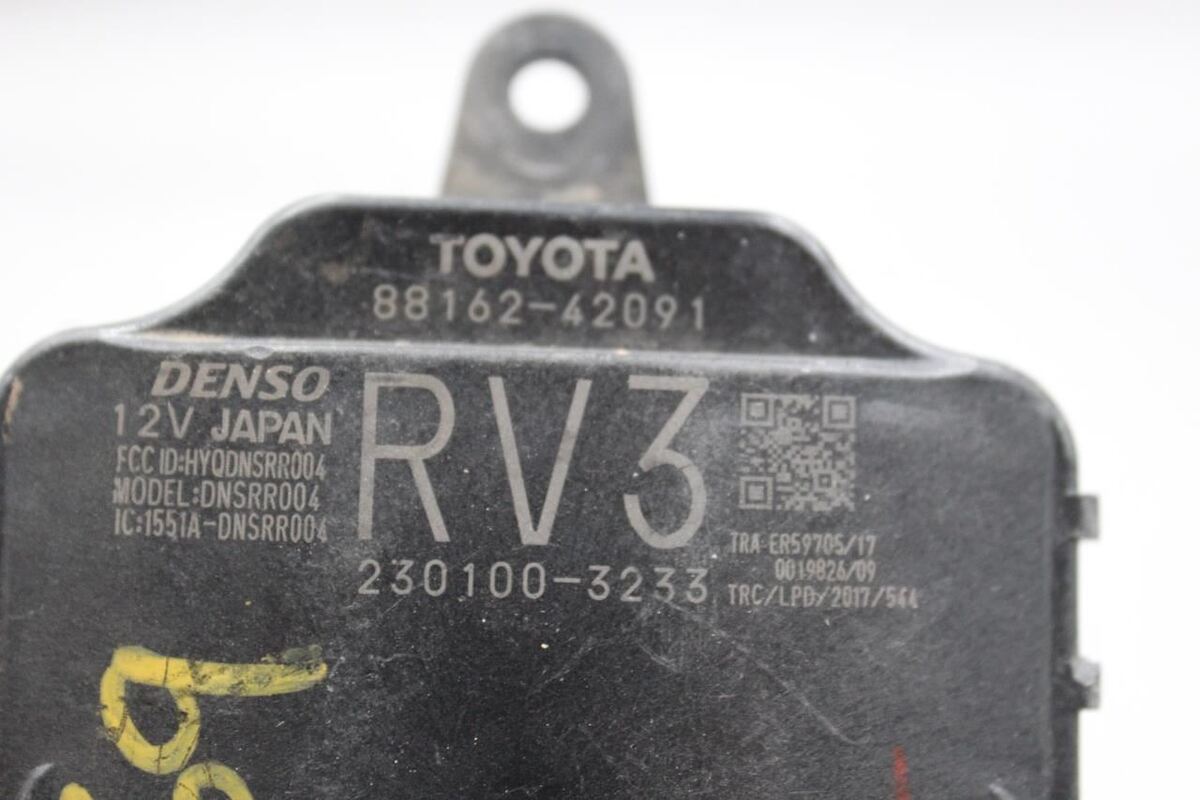 TOYOTA
88162-42091
DENSO
12V JAPAN
FCC ID:HYQDNSRR004
MODEL:DNSRR004
IC:1551A-DNSRR004
RV3
230100-3233
TRA ER59705/17
0019826/09
TRC/LPD/2017/544